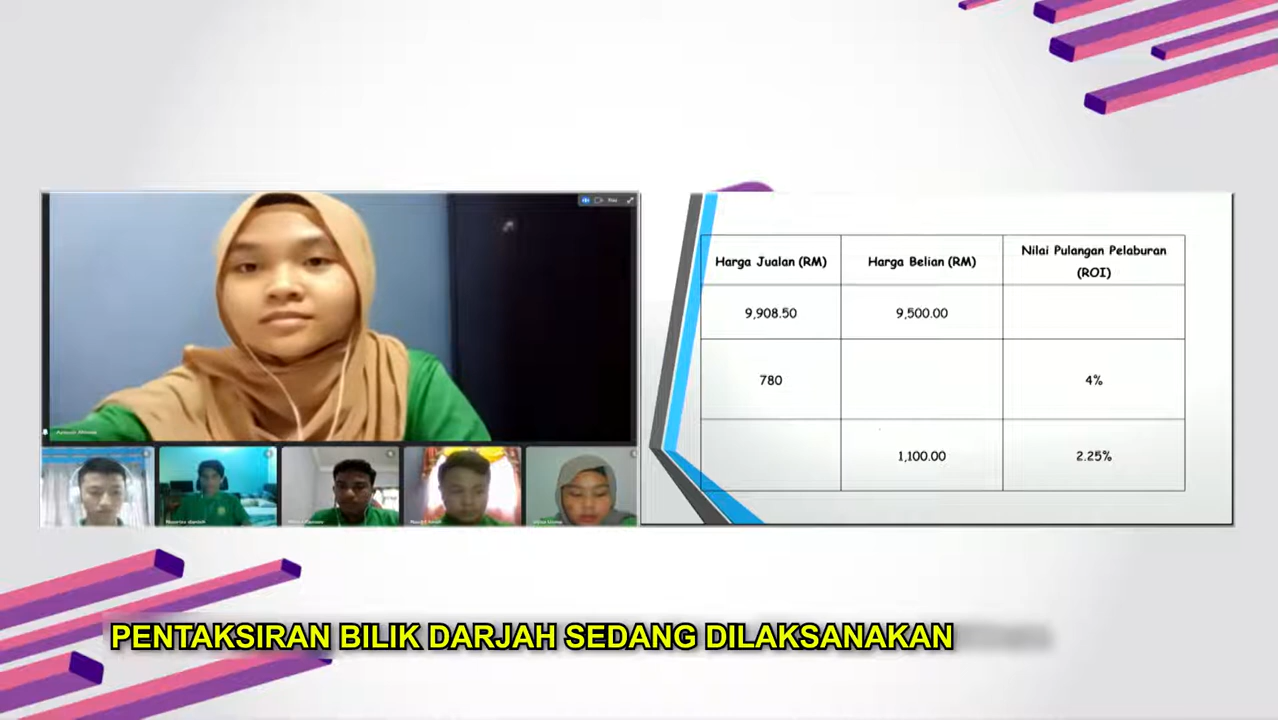 You
Harga Jualan (RM)
Harga Belian (RM)
Nilai Pulangan Pelaburan
(ROI)
9,908.50
9,500.00
780
4%
1,100.00
2.25%
PENTAKSIRAN BILIK DARJAH SEDANG DILAKSANAKAN